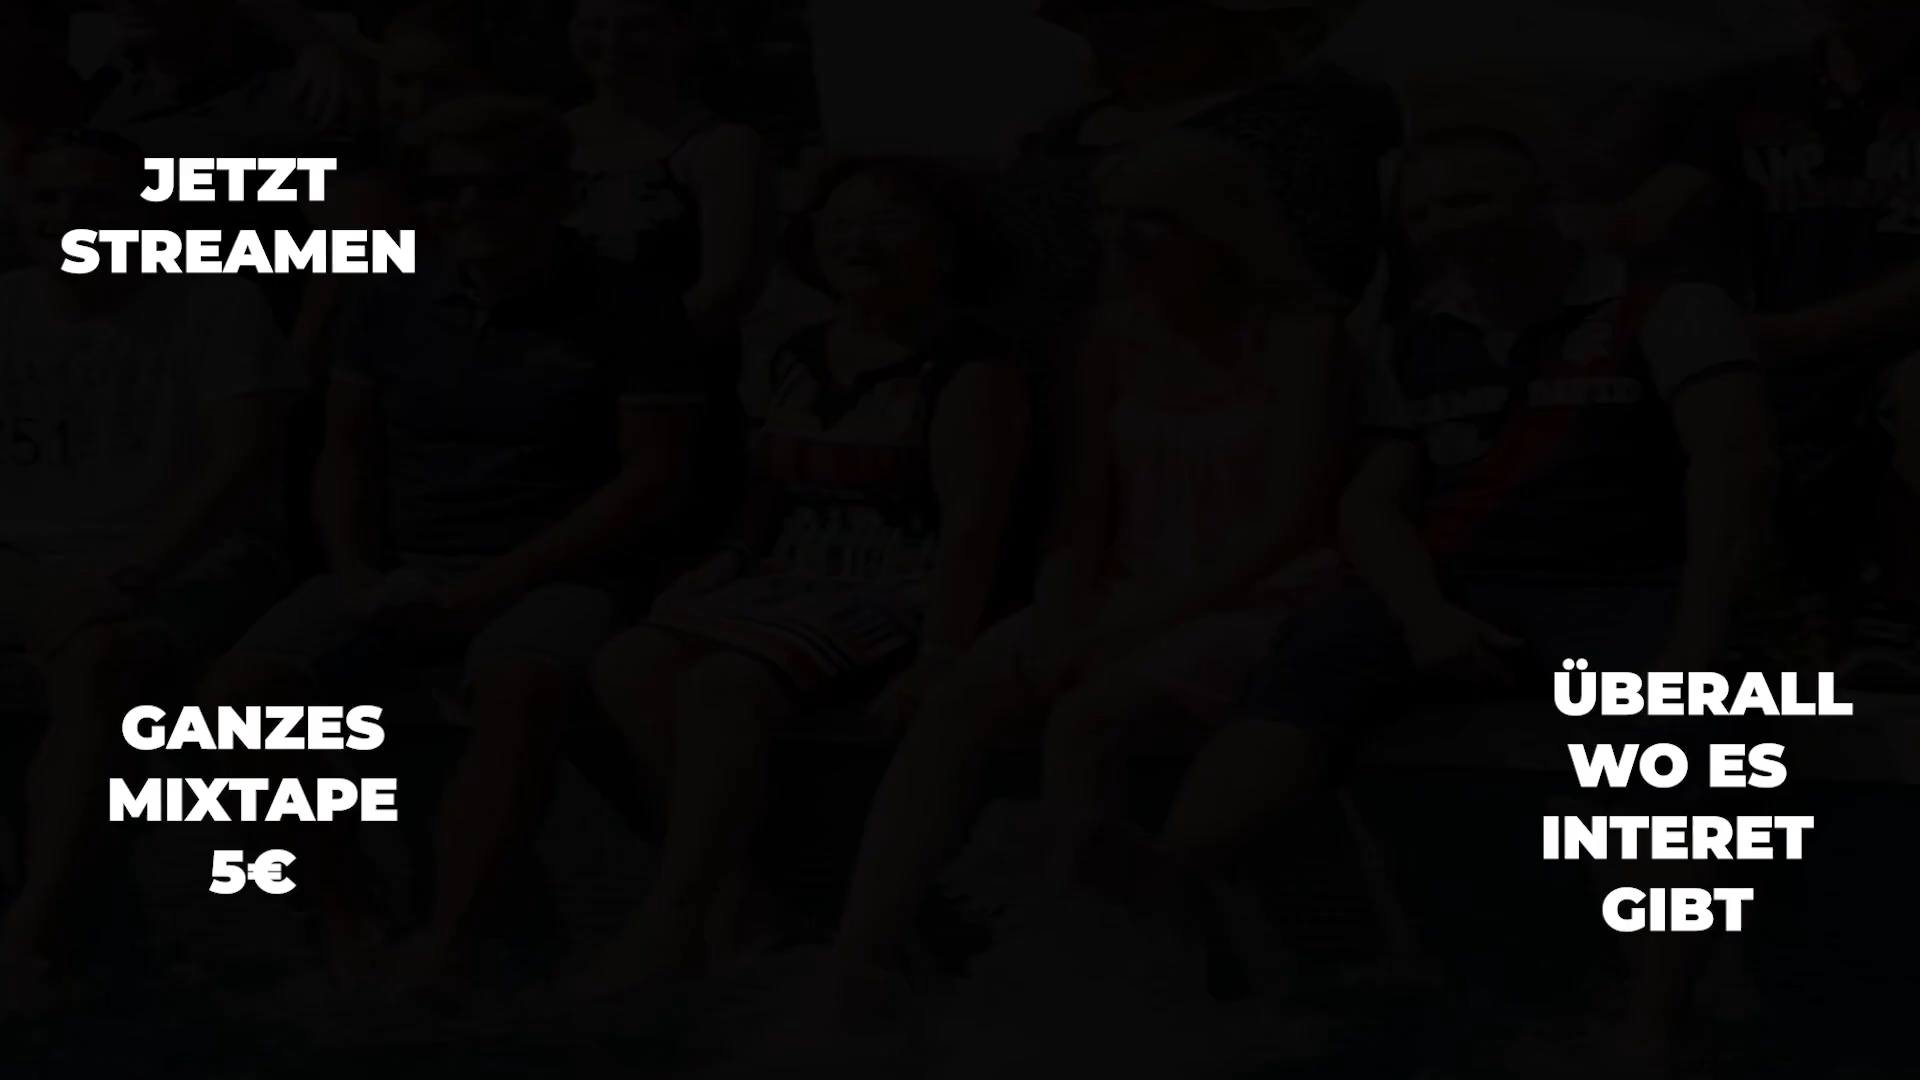 JETZT
STREAMEN
GANZES
MIXTAPE
5€
ÜBERALL
WO ES
INTERET
GIBT